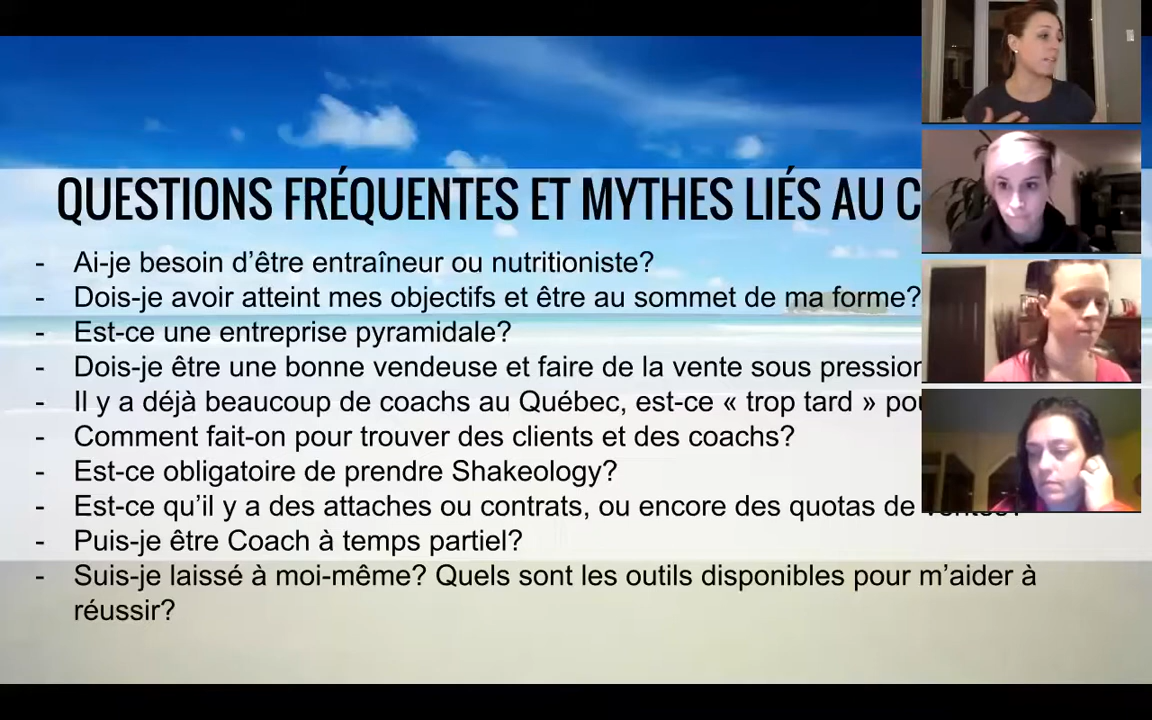 QUESTIONS FRÉQUENTES ET MYTHES LIÉS AU
- Ai-je besoin d'être entraîneur ou nutritioniste?
- Dois-je avoir atteint mes objectifs et être au sommet de ma forme?
- Est-ce une entreprise pyramidale?
- Dois-je être une bonne vendeuse et faire de la vente sous pression
- Il y a déjà beaucoup de coachs au Québec, est-ce « trop tard »
- Comment fait-on pour trouver des clients et des coachs?
- Est-ce obligatoire de prendre Shakeology?
- Est-ce qu'il y a des attaches ou contrats, ou encore des quotas de
- Puis-je être Coach à temps partiel?
- Suis-je laissé à moi-même? Quels sont les outils disponibles pour m'aider à
réussir?